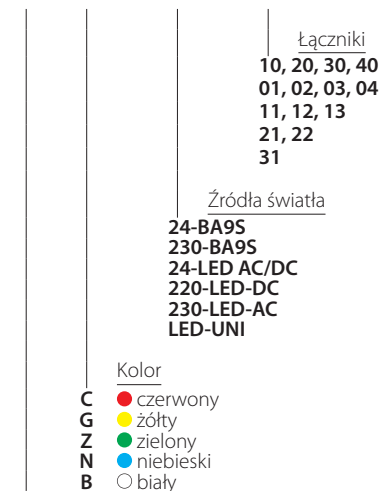 Łączniki
10, 20, 30, 40
01, 02, 03, 04
11, 12, 13
21, 22
31
Źródła światła
24-BA9S
230-BA9S
24-LED AC/DC
220-LED-DC
230-LED-AC
LED-UNI
Kolor
C czerwony
G żółty
Z zielony
N niebieski
B biały